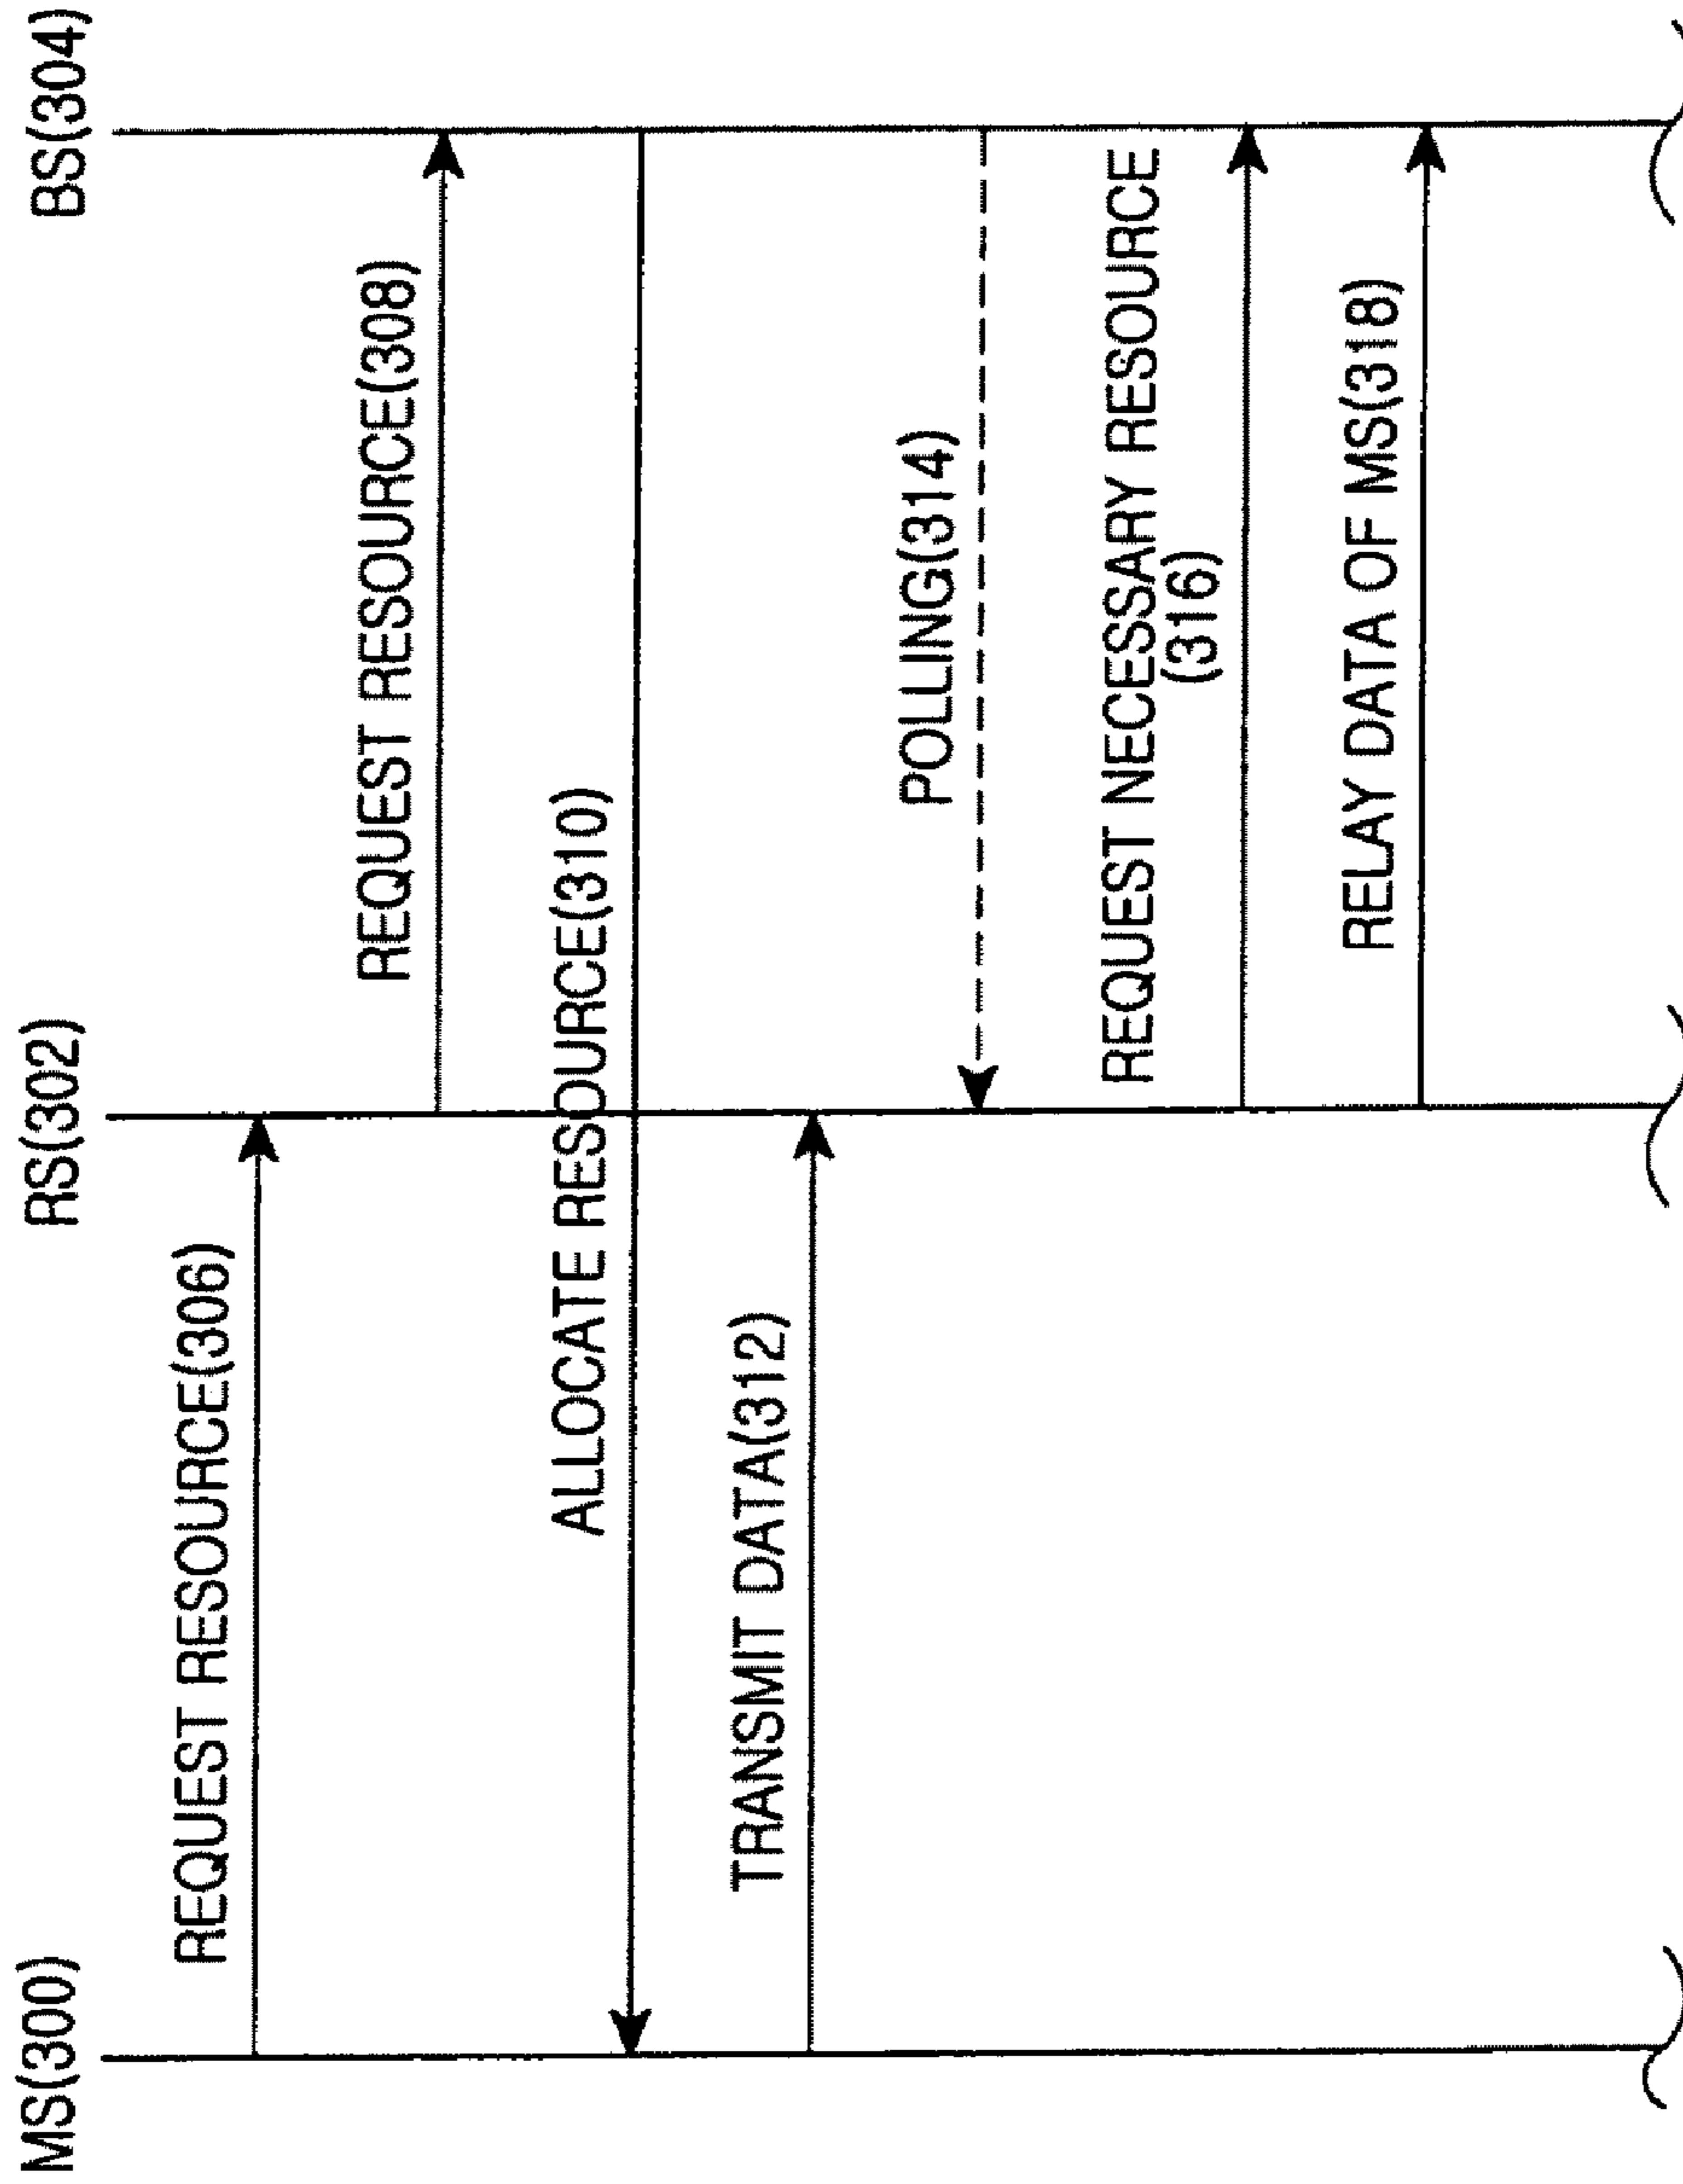 MS(300)
RS(302)
BS(304)
REQUEST RESOURCE(306)
REQUEST RESOURCE(308)
ALLOCATE RESOURCE(310)
TRANSMIT DATA(312)
POLLING(314)
REQUEST NECESSARY RESOURCE
(316)
RELAY DATA OF MS(318)